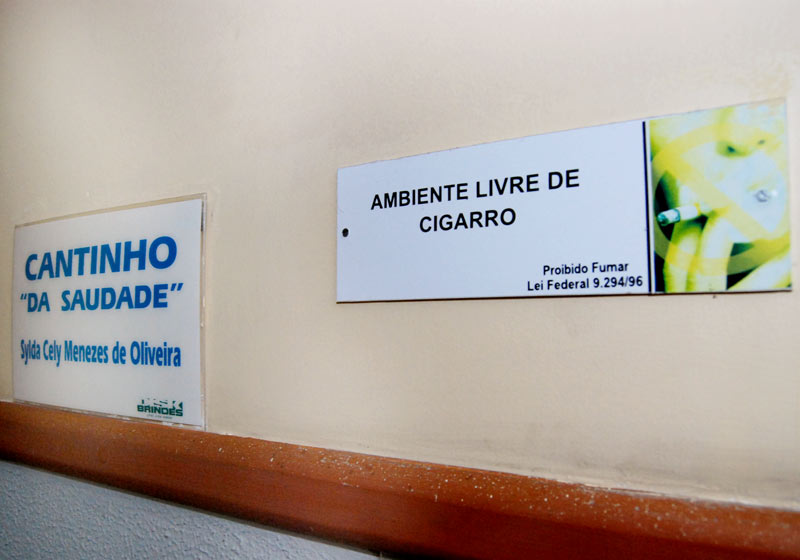 CANTINHO
"DA SAUDADE"
Sylda Cely Menezes de Oliveira
BRINDES
AMBIENTE LIVRE DE
CIGARRO
Proibido Fumar
Lei Federal 9.294/96